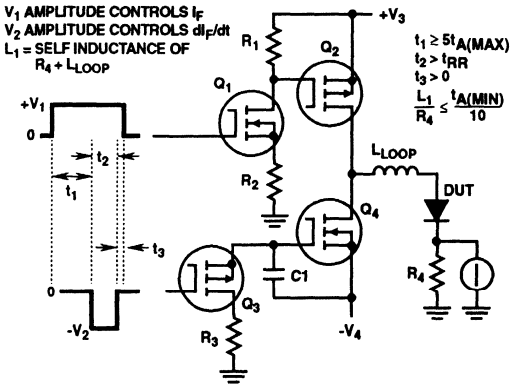 V1 AMPLITUDE CONTROLS IF
V2 AMPLITUDE CONTROLS dIF/dt
L1 = SELF INDUCTANCE OF
R4 + LLOOP
+V3
t1 ≥ 5tA(MAX)
t2 > tRR
t3 > 0
L1/R4 ≤ tA(MIN)/10
R1
Q2
Q1
+V1
0
t2
t1
R2
LLOOP
DUT
Q4
t3
C1
R4
0
Q3
-V2
R3
-V4